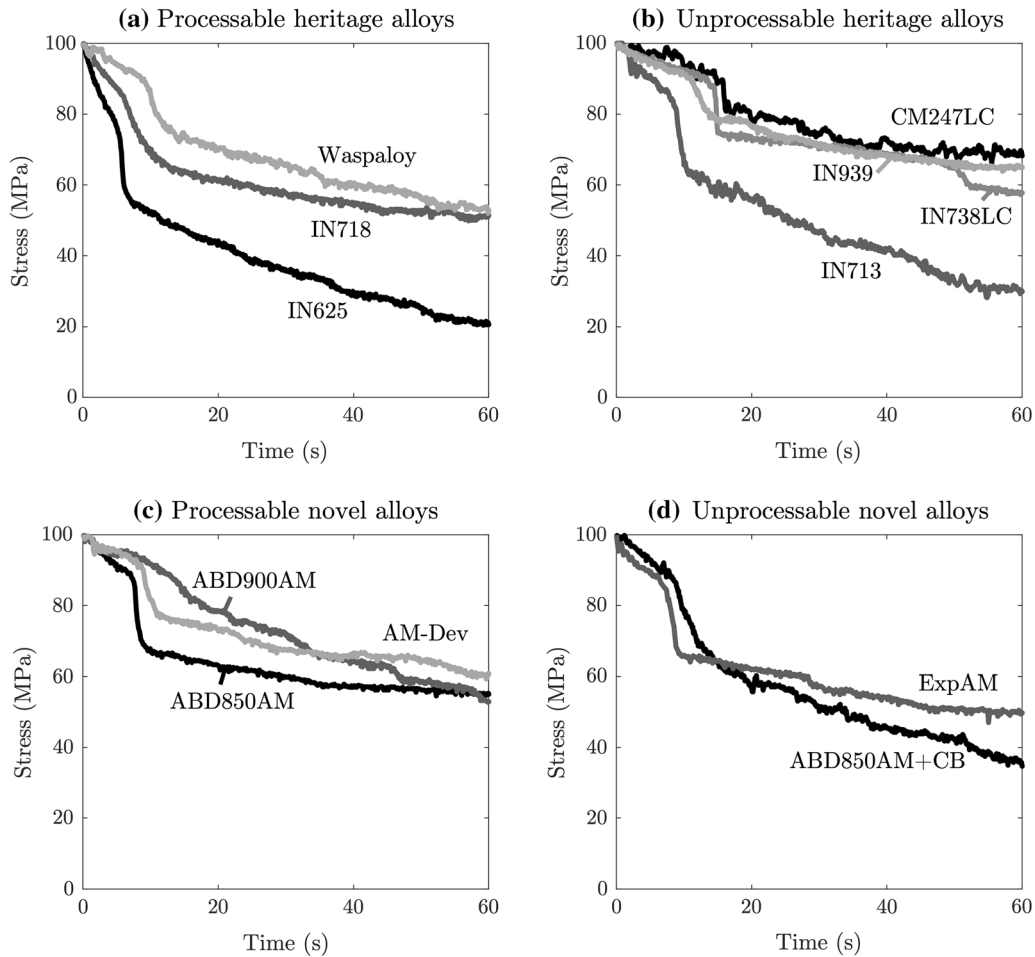 (a) Processable heritage alloys
100
80
60
40
20
0
Stress (MPa)
Waspaloy
IN718
IN625
0 20 40 60
Time (s)
(b) Unprocessable heritage alloys
100
80
60
40
20
0
Stress (MPa)
CM247LC
IN939
IN738LC
IN713
0 20 40 60
Time (s)
(c) Processable novel alloys
100
80
60
40
20
0
Stress (MPa)
ABD900AM
AM-Dev
ABD850AM
0 20 40 60
Time (s)
(d) Unprocessable novel alloys
100
80
60
40
20
0
Stress (MPa)
ExpAM
ABD850AM+CB
0 20 40 60
Time (s)